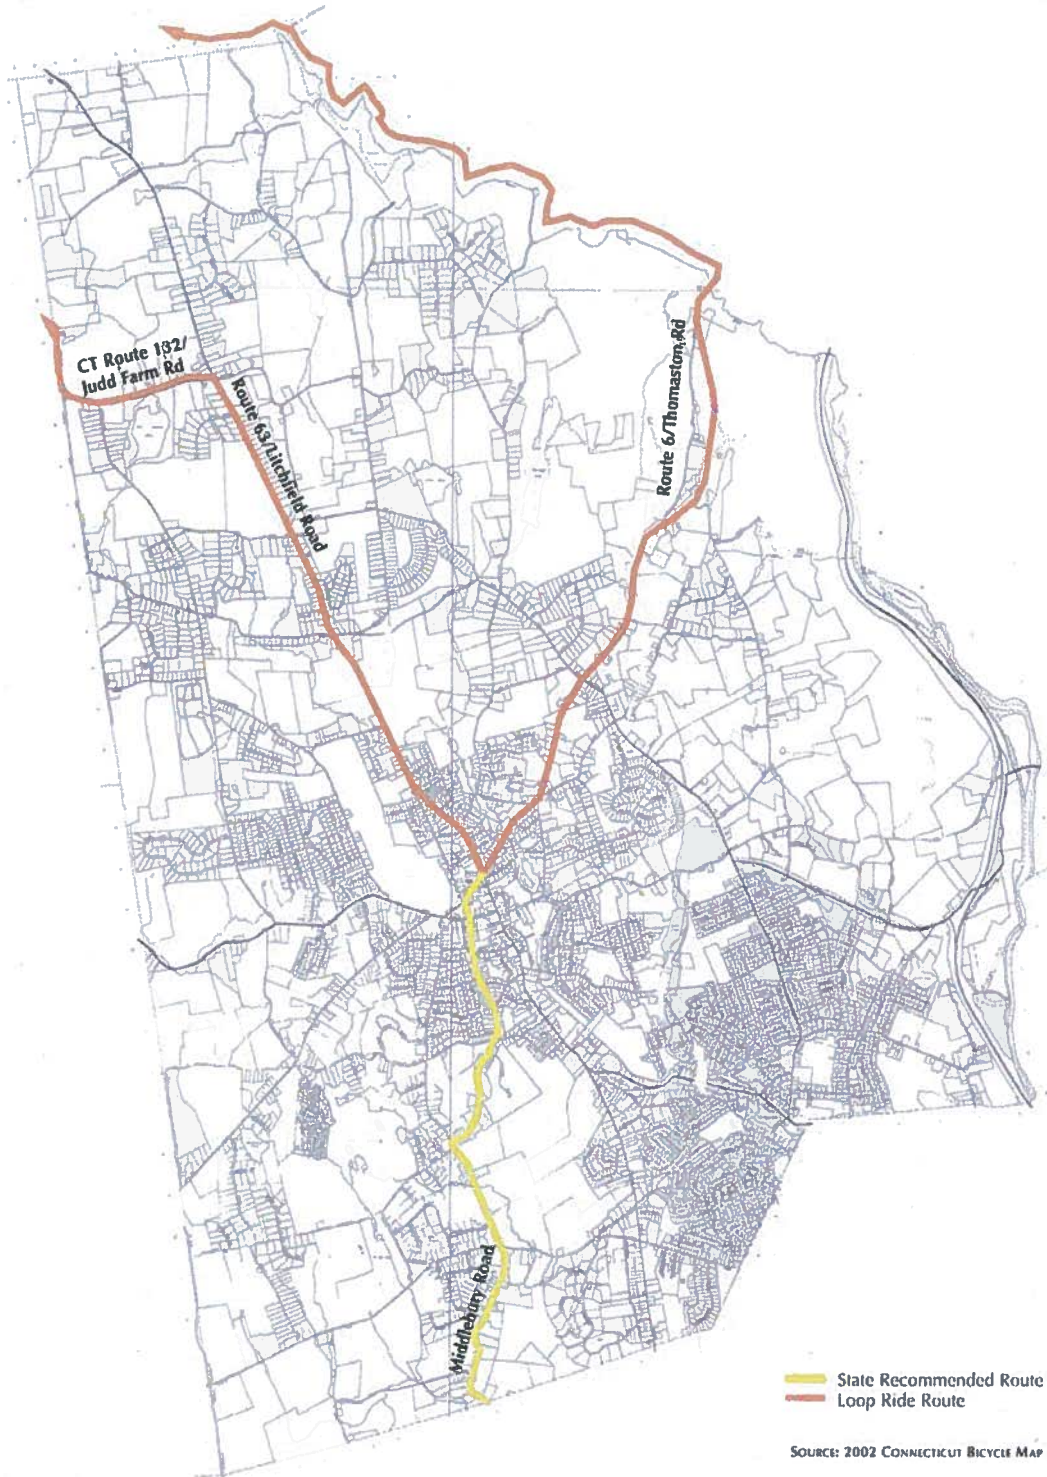 CT Route 132/
Judd Farm Rd
Route 63/Litchfield Road
Route 6/Thomaston Rd
Middlebury Road
State Recommended Route
Loop Ride Route
SOURCE: 2002 CONNECTICUT BICYCLE MAP